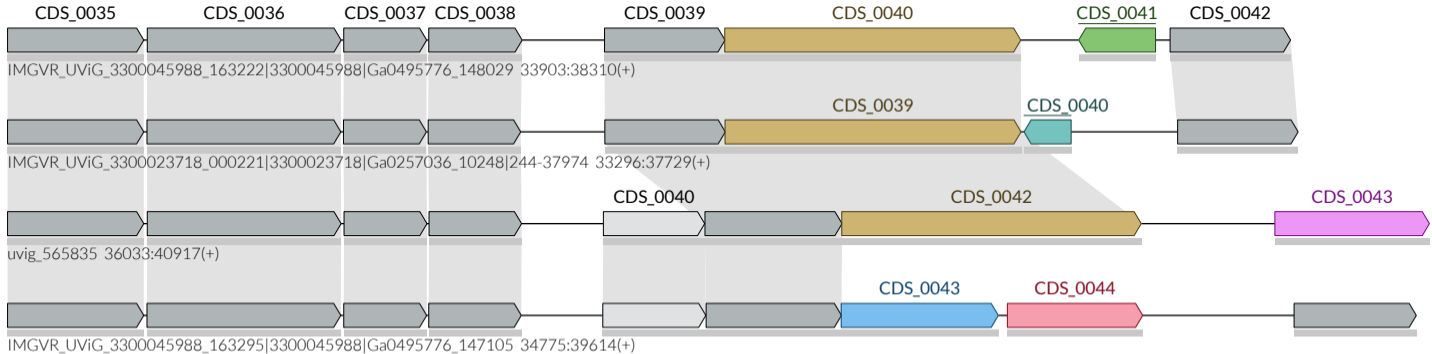 CDS_0035 CDS_0036 CDS_0037 CDS_0038 CDS_0039 CDS_0040 CDS_0041 CDS_0042
IMGVR_UViG_3300045988_163222|3300045988|Ga0495776_148029 33903:38310(+)
CDS_0039 CDS_0040
IMGVR_UViG_3300023718_000221|3300023718|Ga0257036_10248|244-37974 33296:37729(+)
CDS_0040 CDS_0042 CDS_0043
uvig_565835 36033:40917(+)
CDS_0043 CDS_0044
IMGVR_UViG_3300045988_163295|3300045988|Ga0495776_147105 34775:39614(+)